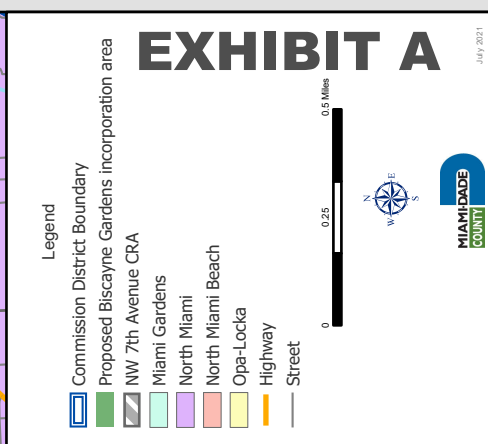 EXHIBIT A
July 2021
Legend
Commission District Boundary
Proposed Biscayne Gardens incorporation area
NW 7th Avenue CRA
Miami Gardens
North Miami
North Miami Beach
Opa-Locka
Highway
Street
0 0.25 0.5 Miles
N
W E
S
MIAMI-DADE
COUNTY